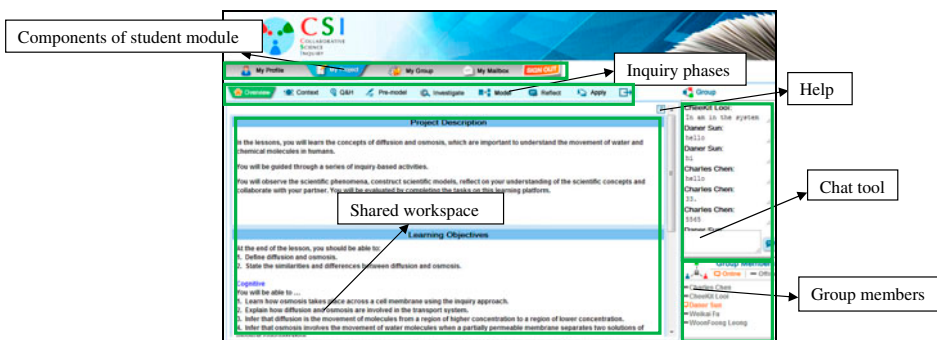 CSI
COLLABORATIVE
SCIENCE
INQUIRY
Components of student module
My Profile My Project My Group My Mailbox SIGN OUT
Inquiry phases
Overview Context Q&H Pre-model Investigate Model Reflect Apply
Group
Help
Project Description
In the lessons, you will learn the concepts of diffusion and osmosis, which are important to understand the movement of water and
chemical molecules in humans.
You will be guided through a series of inquiry-based activities.
You will observe the scientific phenomena, construct scientific models, reflect on your understanding of the scientific concepts and
collaborate with your partner. You will be evaluated by completing the tasks on this learning platform.
Shared workspace
Learning Objectives
At the end of the lesson, you should be able to:
1. Define diffusion and osmosis.
2. State the similarities and differences between diffusion and osmosis.
Cognitive
You will be able to ...
1. Learn how osmosis takes place across a cell membrane using the inquiry approach.
2. Explain how diffusion and osmosis are involved in the transport system.
3. Infer that diffusion is the movement of molecules from a region of higher concentration to a region of lower concentration.
4. Infer that osmosis involves the movement of water molecules when a partially permeable membrane separates two solutions of
CheeKit Looi:
In am in the system
Daner Sun:
hello
Daner Sun:
hi
Charles Chen:
hello
Charles Chen:
33.
Charles Chen:
5565
Daner Sun:
Chat tool
Group Member
Online
Charles Chen
CheeKit Looi
Daner Sun
Weikai Fu
WoonFoong Leong
Group members